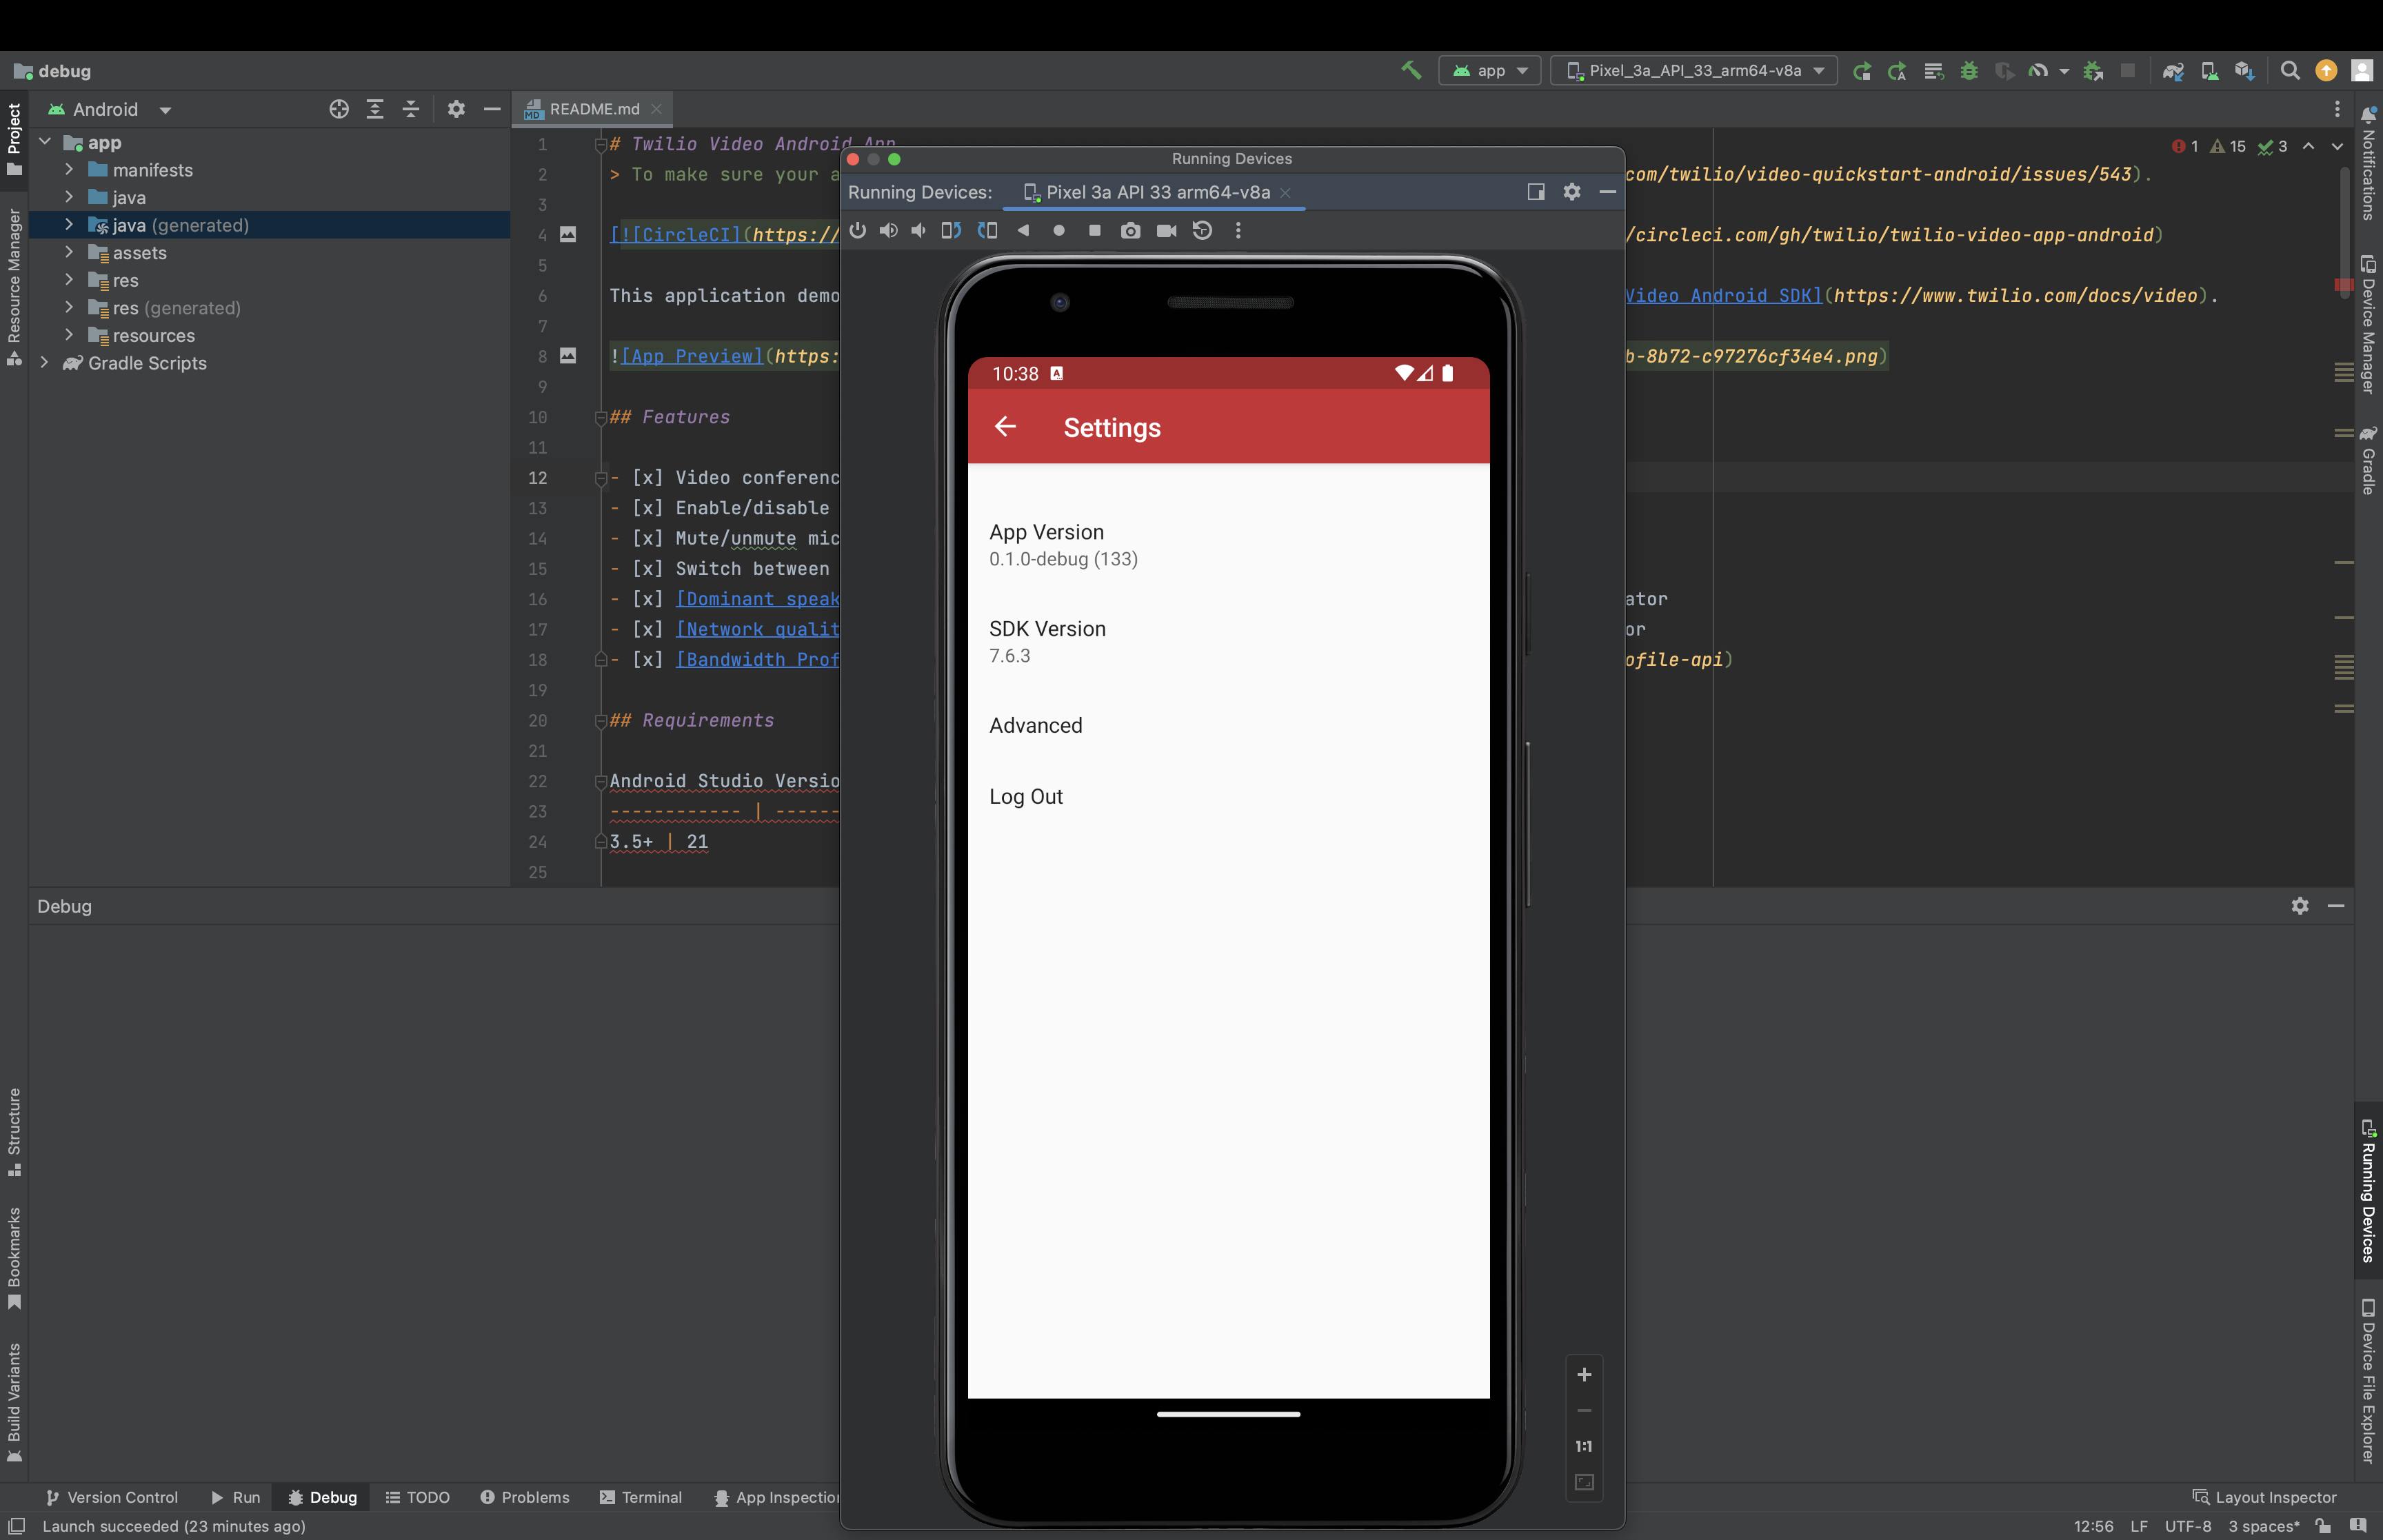 debug
app
Pixel_3a_API_33_arm64-v8a
Android
README.md
Project
Resource Manager
Structure
Bookmarks
Build Variants
app
manifests
java
java (generated)
assets
res
res (generated)
resources
Gradle Scripts
1 # Twilio Video Android App
2 > To make sure your a
com/twilio/video-quickstart-android/issues/543).
3
4 [![CircleCI](https://
/circleci.com/gh/twilio/twilio-video-app-android)
5
6 This application demo
Video Android SDK](https://www.twilio.com/docs/video).
7
8 ![App Preview](https:
b-8b72-c97276cf34e4.png)
9
10 ## Features
11
12 - [x] Video conferenc
13 - [x] Enable/disable
14 - [x] Mute/unmute mic
15 - [x] Switch between
16 - [x] [Dominant speak
ator
17 - [x] [Network qualit
or
18 - [x] [Bandwidth Prof
ofile-api)
19
20 ## Requirements
21
22 Android Studio Versio
23 ------------ | ------
24 3.5+ | 21
25
1 15 3
Running Devices
Running Devices: Pixel 3a API 33 arm64-v8a
10:38
Settings
App Version
0.1.0-debug (133)
SDK Version
7.6.3
Advanced
Log Out
1:1
Notifications
Device Manager
Gradle
Running Devices
Device File Explorer
Debug
Version Control
Run
Debug
TODO
Problems
Terminal
App Inspection
Layout Inspector
Launch succeeded (23 minutes ago)
12:56 LF UTF-8 3 spaces*